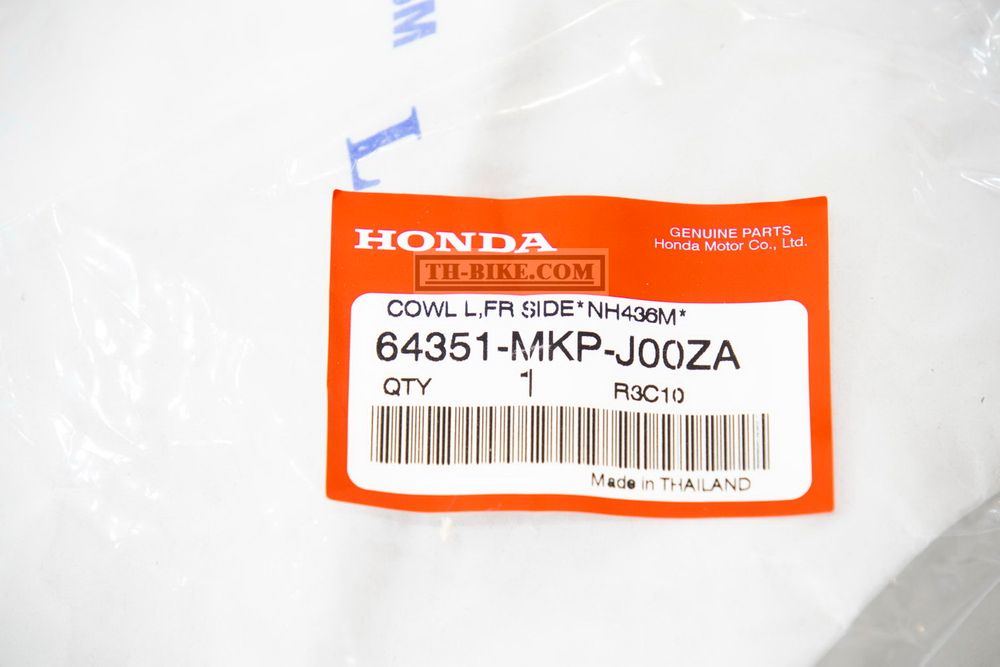 M
L
HONDA
GENUINE PARTS
Honda Motor Co., Ltd.
TH-BIKE.COM
COWL L,FR SIDE*NH436M*
64351-MKP-J00ZA
QTY 1 R3C10
Made in THAILAND